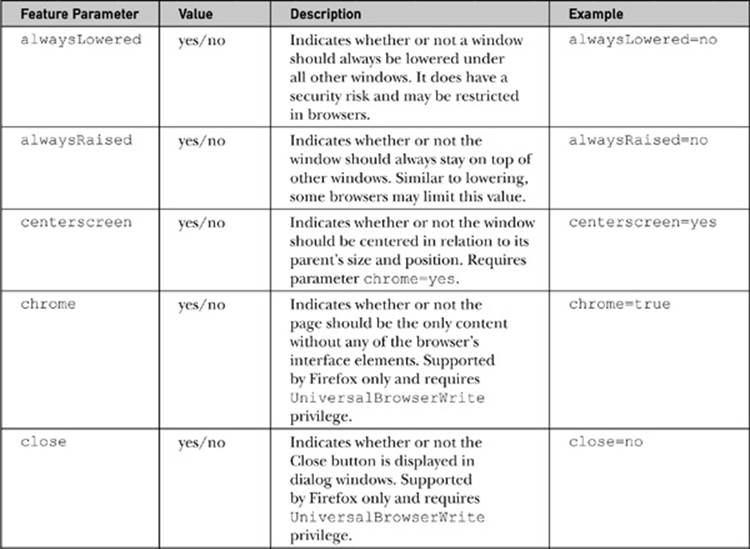 Feature Parameter Value Description Example
alwaysLowered yes/no Indicates whether or not a window alwaysLowered=no
should always be lowered under
all other windows. It does have a
security risk and may be restricted
in browsers.
alwaysRaised yes/no Indicates whether or not the alwaysRaised=no
window should always stay on top of
other windows. Similar to lowering,
some browsers may limit this value.
centerscreen yes/no Indicates whether or not the window centerscreen=yes
should be centered in relation to its
parent's size and position. Requires
parameter chrome=yes.
chrome yes/no Indicates whether or not the chrome=true
page should be the only content
without any of the browser's
interface elements. Supported
by Firefox only and requires
UniversalBrowserWrite
privilege.
close yes/no Indicates whether or not the close=no
Close button is displayed in
dialog windows. Supported
by Firefox only and requires
UniversalBrowserWrite
privilege.